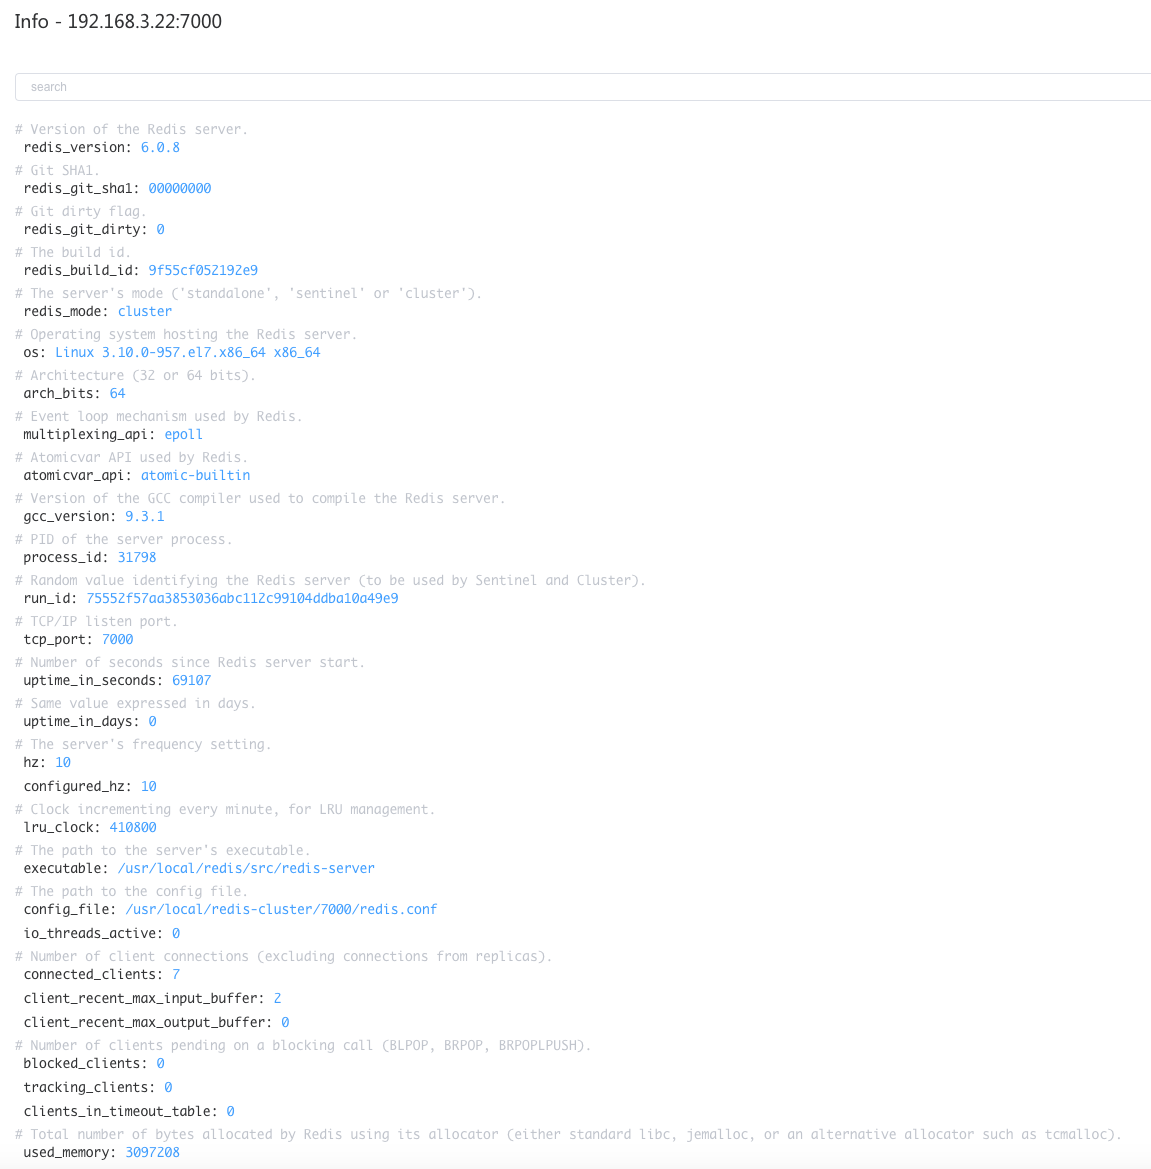 Info - 192.168.3.22:7000
search
# Version of the Redis server.
redis_version: 6.0.8
# Git SHA1.
redis_git_sha1: 00000000
# Git dirty flag.
redis_git_dirty: 0
# The build id.
redis_build_id: 9f55cf052192e9
# The server's mode ('standalone', 'sentinel' or 'cluster').
redis_mode: cluster
# Operating system hosting the Redis server.
os: Linux 3.10.0-957.el7.x86_64 x86_64
# Architecture (32 or 64 bits).
arch_bits: 64
# Event loop mechanism used by Redis.
multiplexing_api: epoll
# Atomicvar API used by Redis.
atomicvar_api: atomic-builtin
# Version of the GCC compiler used to compile the Redis server.
gcc_version: 9.3.1
# PID of the server process.
process_id: 31798
# Random value identifying the Redis server (to be used by Sentinel and Cluster).
run_id: 75552f57aa3853036abc112c99104ddba10a49e9
# TCP/IP listen port.
tcp_port: 7000
# Number of seconds since Redis server start.
uptime_in_seconds: 69107
# Same value expressed in days.
uptime_in_days: 0
# The server's frequency setting.
hz: 10
configured_hz: 10
# Clock incrementing every minute, for LRU management.
lru_clock: 410800
# The path to the server's executable.
executable: /usr/local/redis/src/redis-server
# The path to the config file.
config_file: /usr/local/redis-cluster/7000/redis.conf
io_threads_active: 0
# Number of client connections (excluding connections from replicas).
connected_clients: 7
client_recent_max_input_buffer: 2
client_recent_max_output_buffer: 0
# Number of clients pending on a blocking call (BLPOP, BRPOP, BRPOPLPUSH).
blocked_clients: 0
tracking_clients: 0
clients_in_timeout_table: 0
# Total number of bytes allocated by Redis using its allocator (either standard libc, jemalloc, or an alternative allocator such as tcmalloc).
used_memory: 3097208